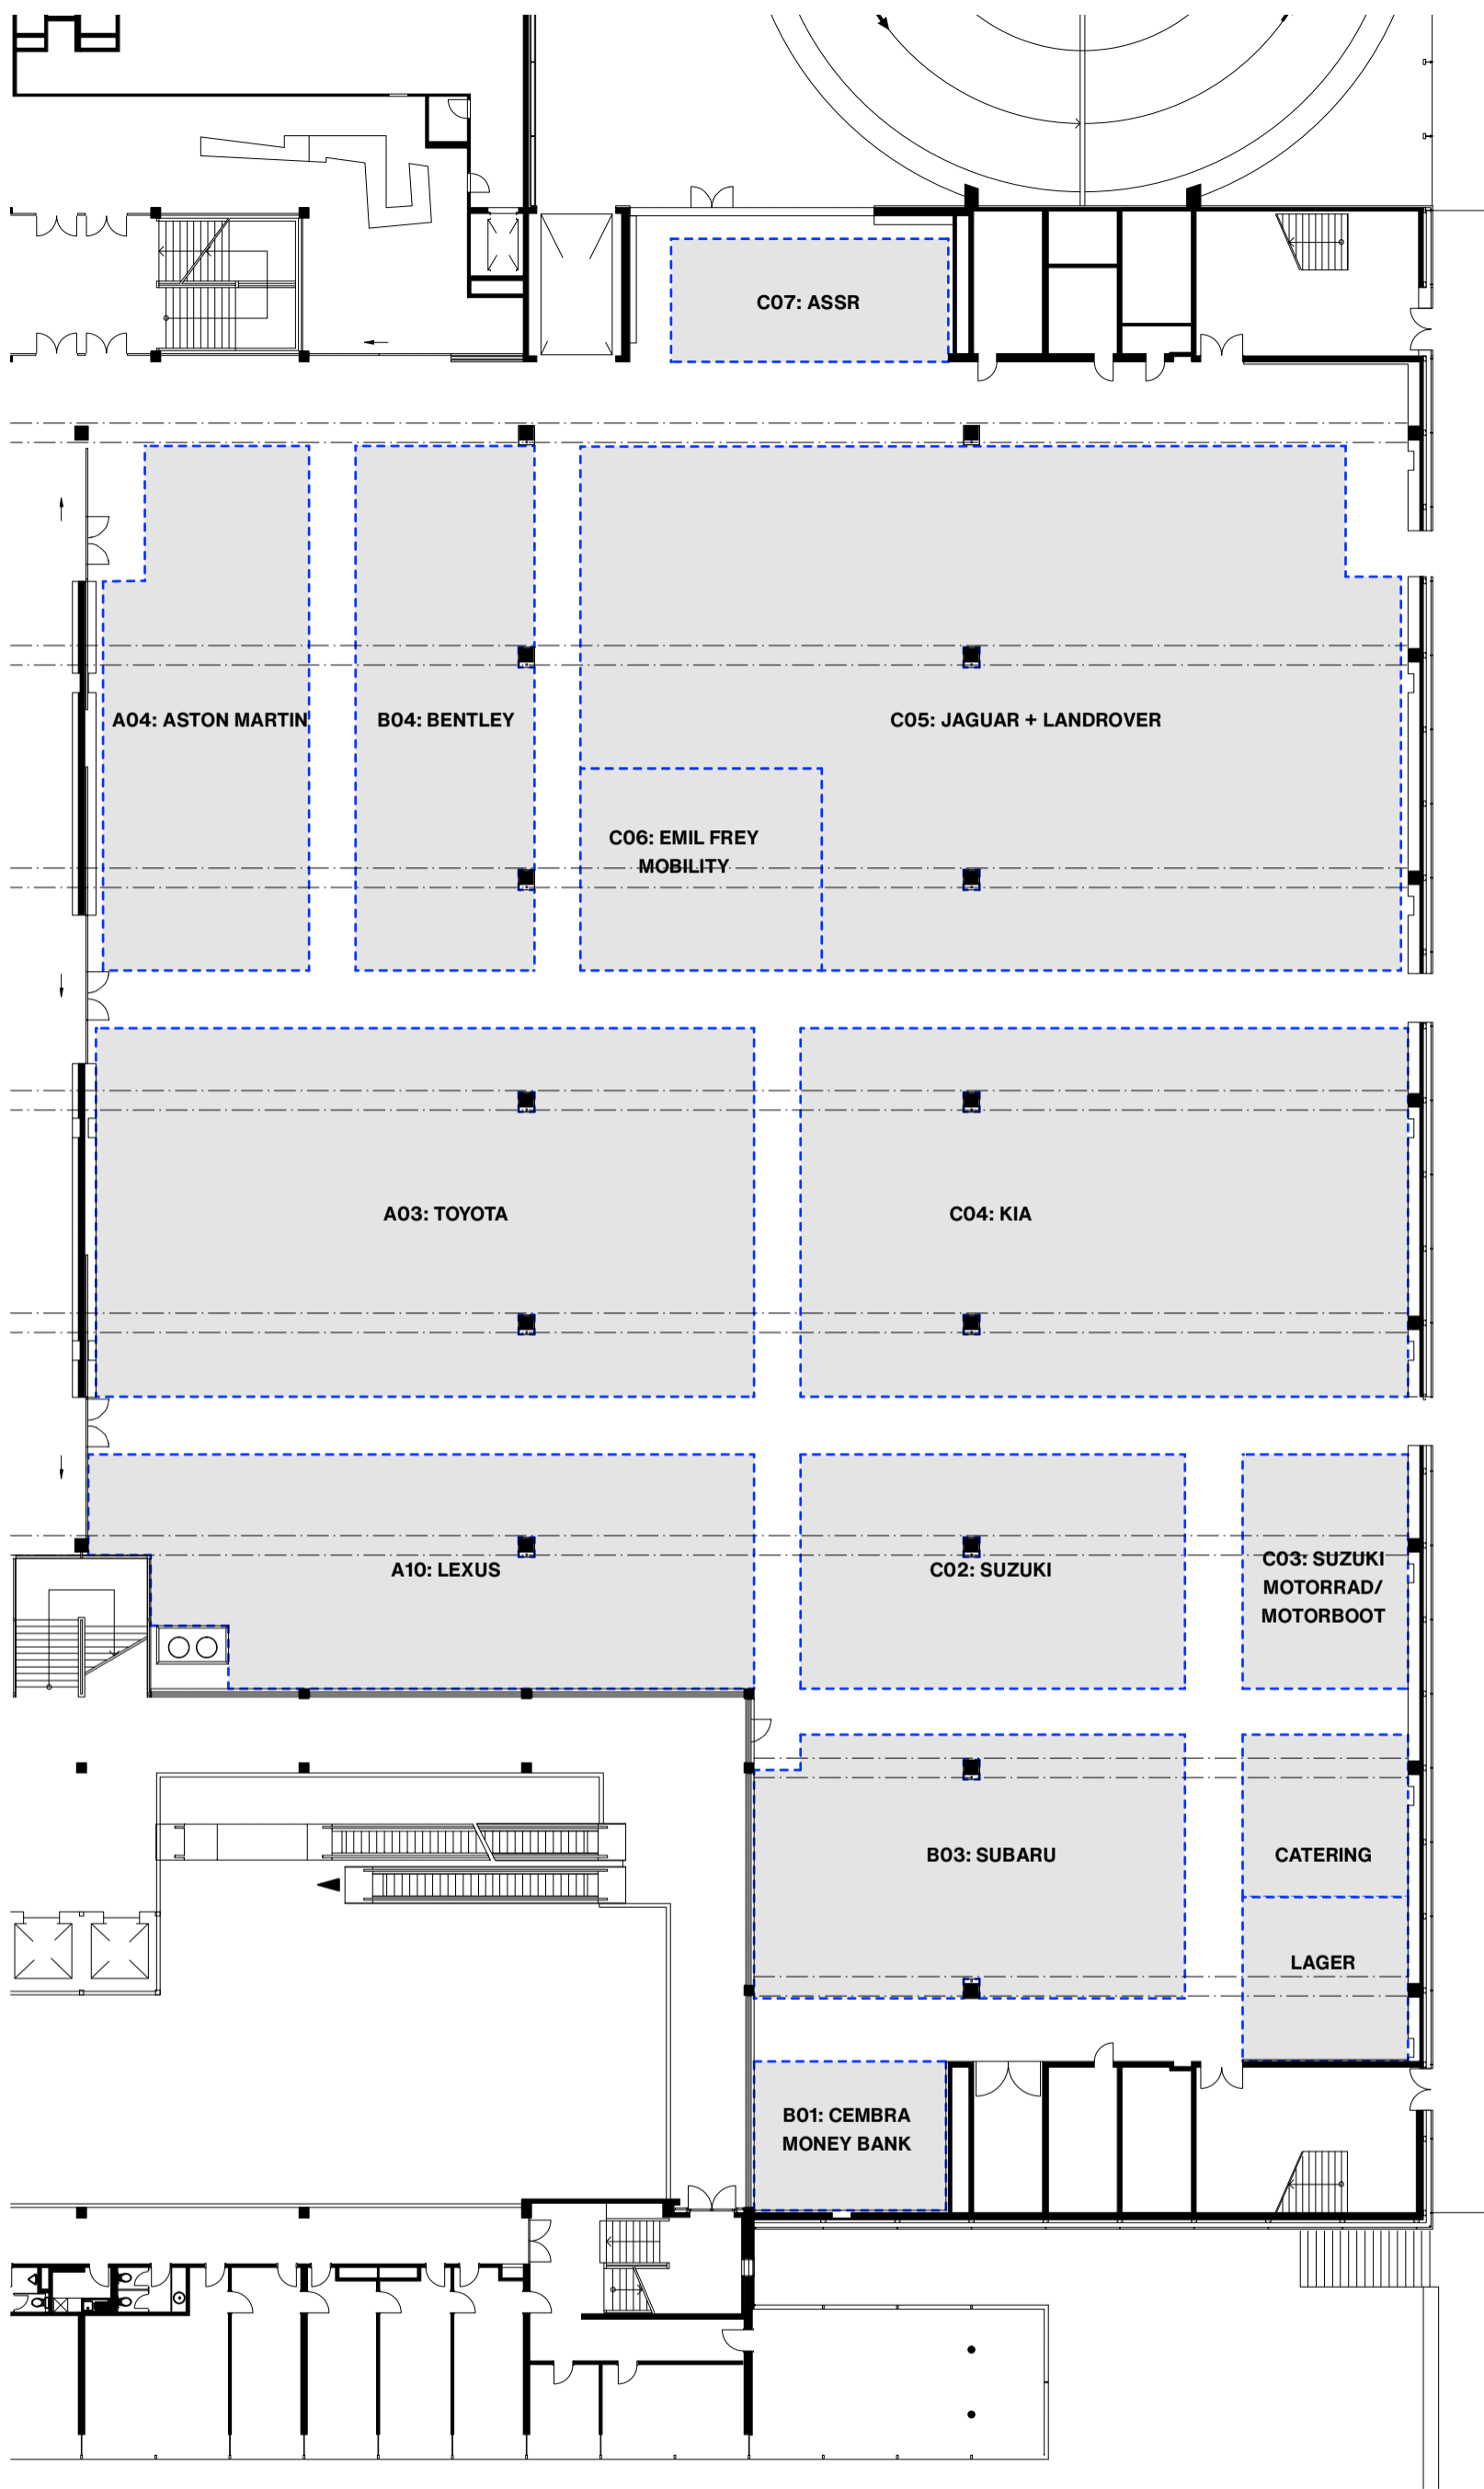 C07: ASSR
A04: ASTON MARTIN
B04: BENTLEY
C05: JAGUAR + LANDROVER
C06: EMIL FREY
MOBILITY
A03: TOYOTA
C04: KIA
A10: LEXUS
C02: SUZUKI
C03: SUZUKI
MOTORRAD/
MOTORBOOT
B03: SUBARU
CATERING
LAGER
B01: CEMBRA
MONEY BANK